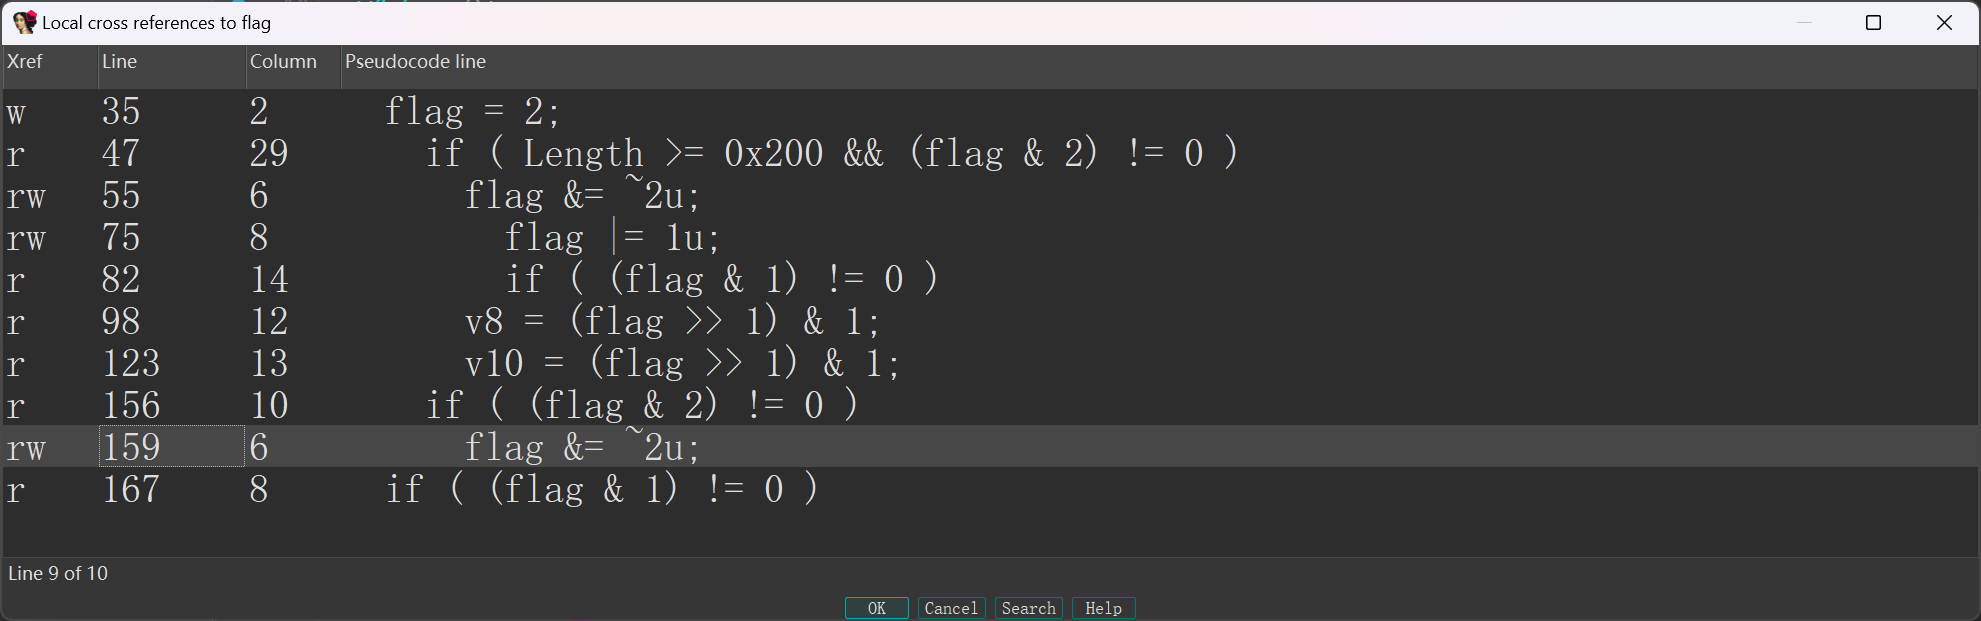 Local cross references to flag
Xref Line Column Pseudocode line
w 35 2 flag = 2;
r 47 29 if ( Length >= 0x200 && (flag & 2) != 0 )
rw 55 6 flag &= ~2u;
rw 75 8 flag |= 1u;
r 82 14 if ( (flag & 1) != 0 )
r 98 12 v8 = (flag >> 1) & 1;
r 123 13 v10 = (flag >> 1) & 1;
r 156 10 if ( (flag & 2) != 0 )
rw 159 6 flag &= ~2u;
r 167 8 if ( (flag & 1) != 0 )
Line 9 of 10
OK Cancel Search Help